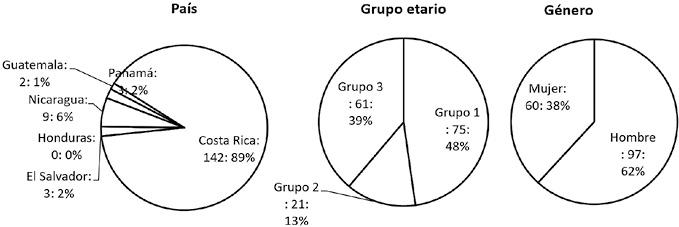 País
Guatemala:
2: 1%
Panamá:
3: 2%
Nicaragua:
9: 6%
Honduras:
0: 0%
El Salvador:
3: 2%
Costa Rica:
142: 89%
Grupo etario
Grupo 3
: 61:
39%
Grupo 1
: 75:
48%
Grupo 2
: 21:
13%
Género
Mujer:
60: 38%
Hombre
: 97:
62%